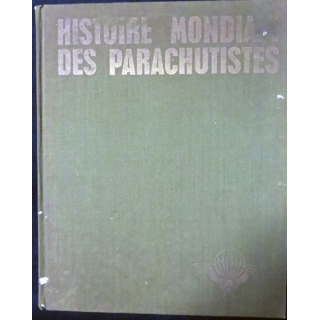 HISTOIRE MONDIA
DES PARACHUTISTES